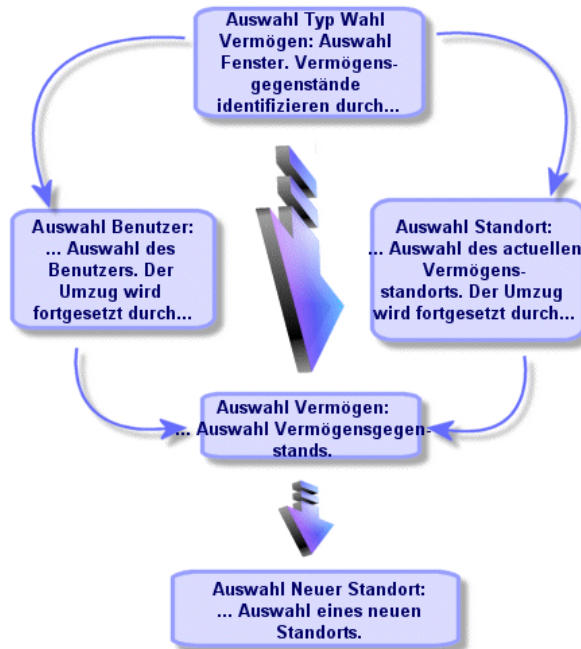 Auswahl Typ Wahl
Vermögen: Auswahl
Fenster. Vermögens-
gegenstände
identifizieren durch...
Auswahl Benutzer:
... Auswahl des
Benutzers. Der
Umzug wird
fortgesetzt durch...
Auswahl Standort:
... Auswahl des actuellen
Vermögens-
standorts. Der Umzug
wird fortgesetzt durch...
Auswahl Vermögen:
... Auswahl Vermögensgegen-
stands.
Auswahl Neuer Standort:
... Auswahl eines neuen
Standorts.